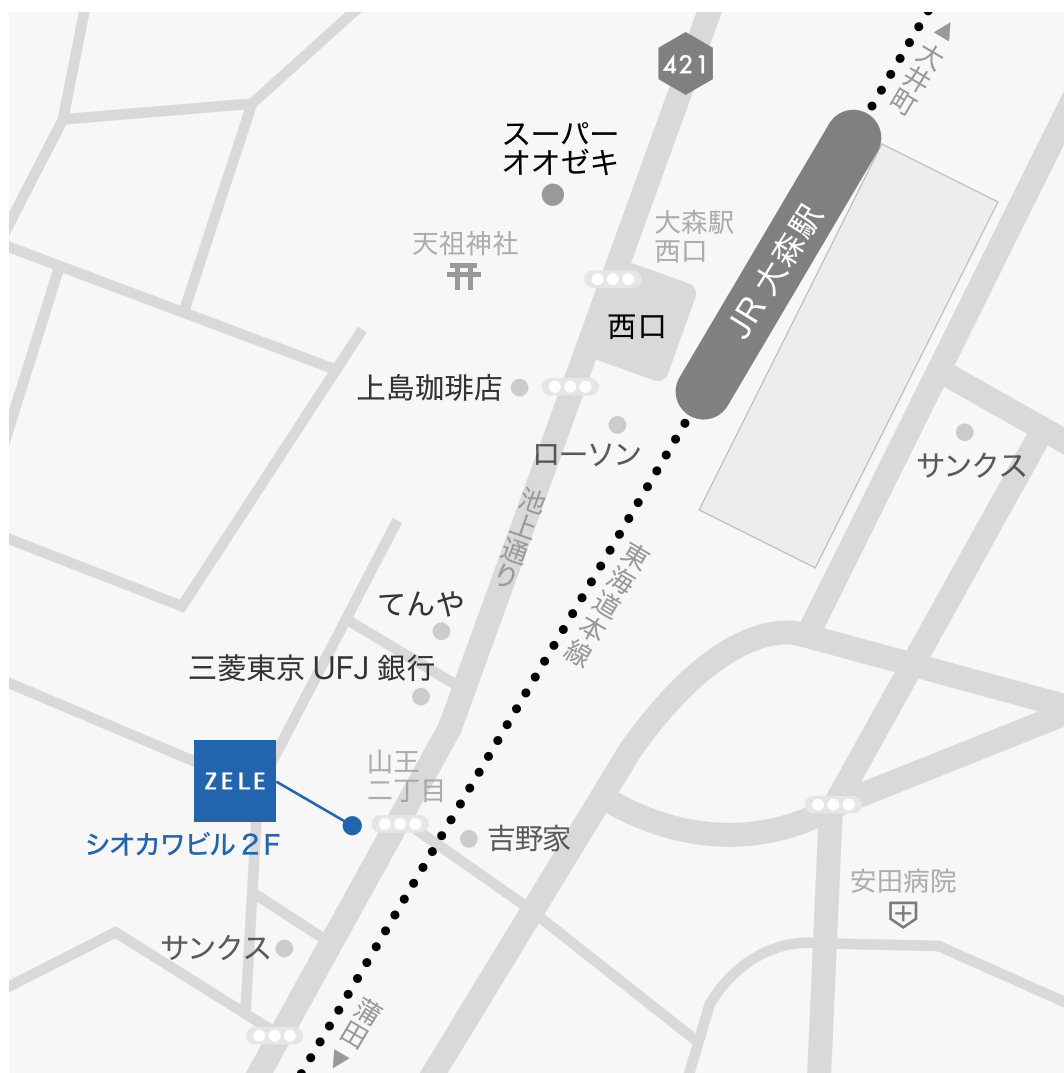 421
大井町
スーパー
オオゼキ
大森駅
西口
天祖神社
JR 大森駅
西口
上島珈琲店
ローソン
サンクス
池上通り
東海道本線
てんや
三菱東京 UFJ 銀行
ZELE
山王
二丁目
シオカワビル 2F
吉野家
安田病院
サンクス
蒲田